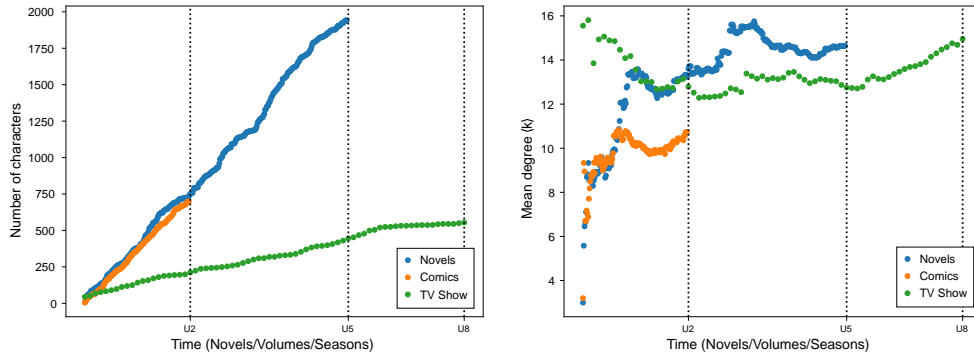 2000
1750
1500
1250
1000
750
500
250
0
Number of characters
Novels
Comics
TV Show
U2
U5
U8
Time (Novels/Volumes/Seasons)
16
14
12
10
8
6
4
Mean degree (k)
Novels
Comics
TV Show
U2
U5
U8
Time (Novels/Volumes/Seasons)